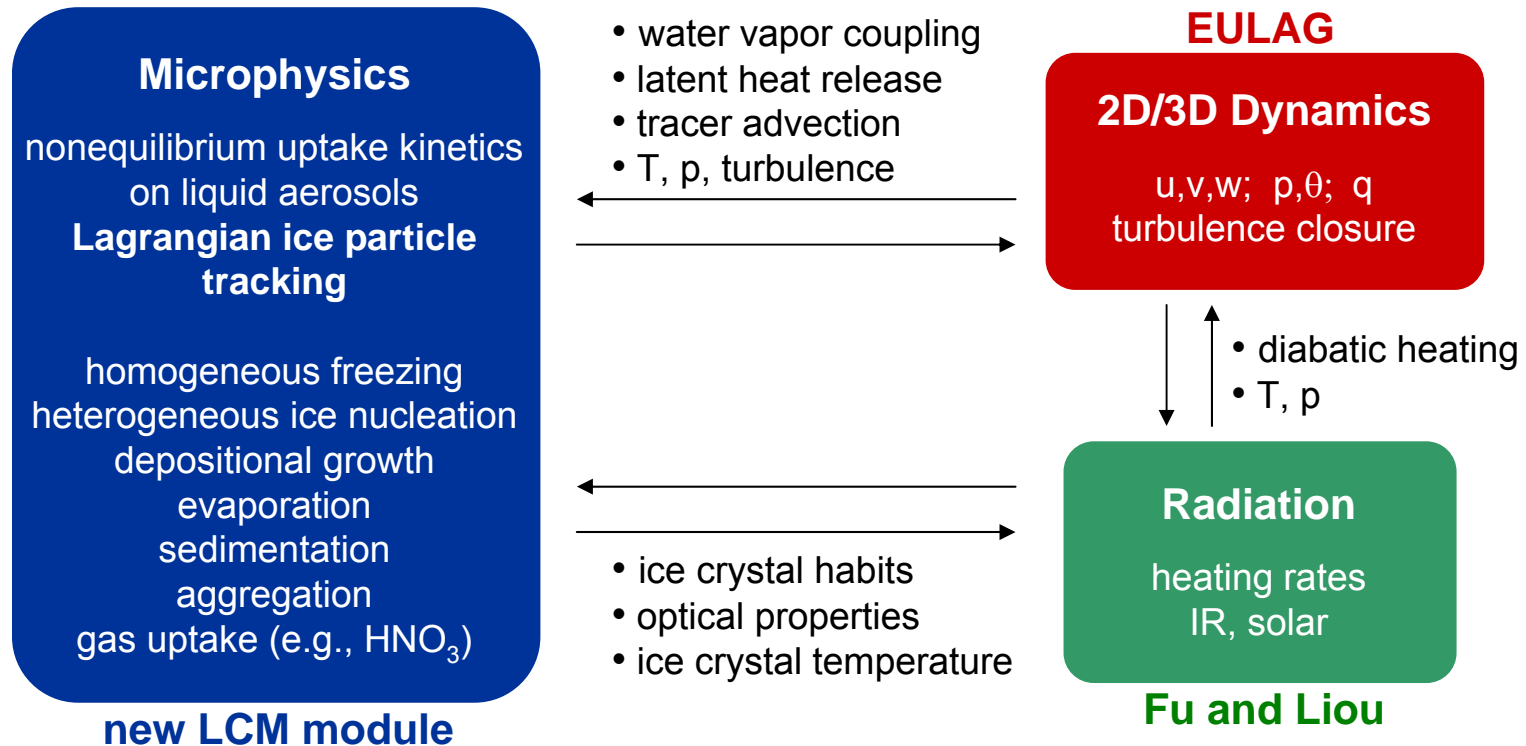 Microphysics
nonequilibrium uptake kinetics
on liquid aerosols
Lagrangian ice particle
tracking
homogeneous freezing
heterogeneous ice nucleation
depositional growth
evaporation
sedimentation
aggregation
gas uptake (e.g., HNO₃)
new LCM module
• water vapor coupling
• latent heat release
• tracer advection
• T, p, turbulence
EULAG
2D/3D Dynamics
u,v,w; p,θ; q
turbulence closure
• diabatic heating
• T, p
• ice crystal habits
• optical properties
• ice crystal temperature
Radiation
heating rates
IR, solar
Fu and Liou